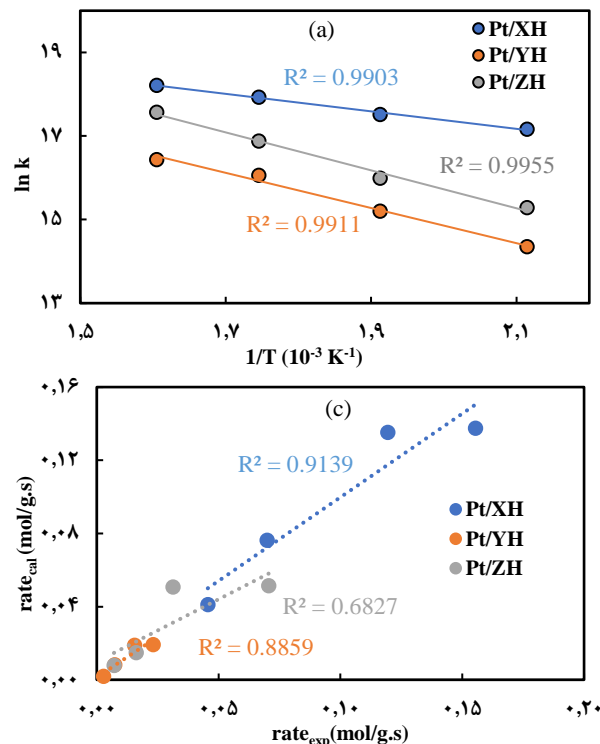 (a)
Pt/XH
Pt/YH
Pt/ZH
R² = 0.9903
R² = 0.9955
R² = 0.9911
۱۹
۱۷
۱۵
۱۳
ln k
۱,۵
۱,۷
۱,۹
۲,۱
1/T (10⁻³ K⁻¹)
(c)
R² = 0.9139
Pt/XH
Pt/YH
Pt/ZH
R² = 0.6827
R² = 0.8859
۰,۱۶
۰,۱۲
۰,۰۸
۰,۰۴
۰,۰۰
rate_cal (mol/g.s)
۰,۰۰
۰,۰۵
۰,۱۰
۰,۱۵
۰,۲۰
rate_exp (mol/g.s)